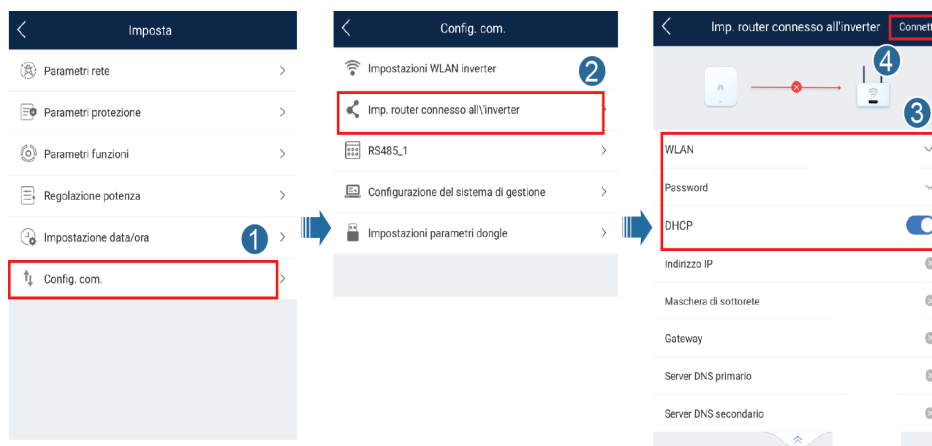 Imposta
Parametri rete
Parametri protezione
Parametri funzioni
Regolazione potenza
Impostazione data/ora
1
Config. com.
Config. com.
Impostazioni WLAN inverter
2
Imp. router connesso all\'inverter
RS485_1
Configurazione del sistema di gestione
Impostazioni parametri dongle
Imp. router connesso all'inverter
Connett
4
3
WLAN
Password
DHCP
Indirizzo IP
Maschera di sottorete
Gateway
Server DNS primario
Server DNS secondario